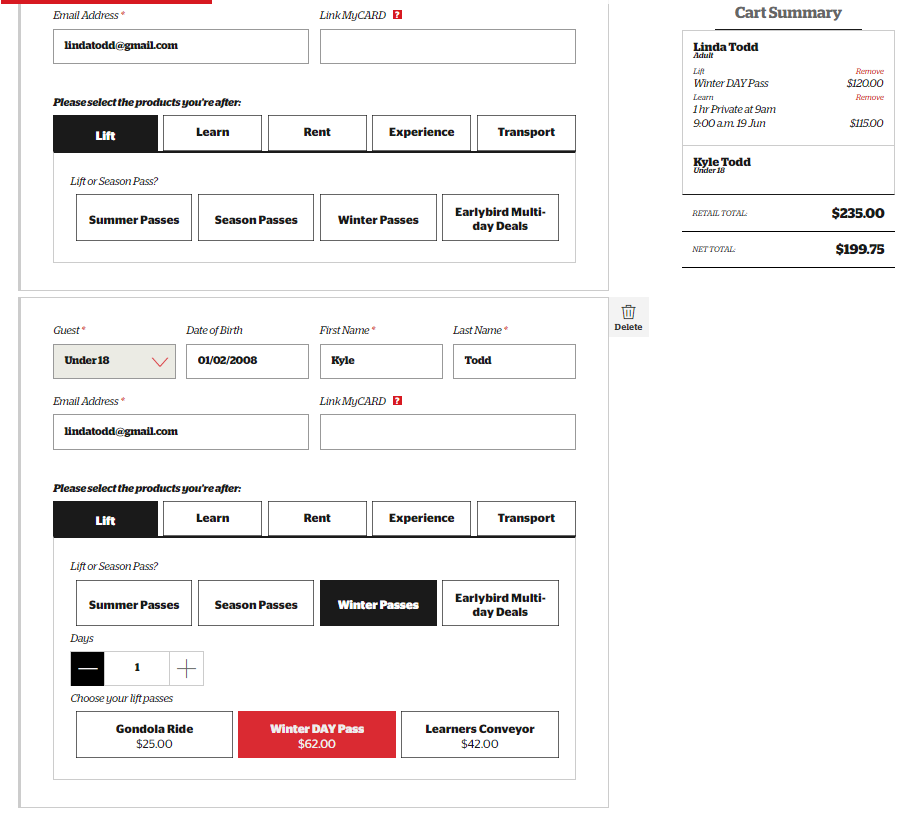 Email Address *
Link MyCARD ?
lindatodd@gmail.com
Please select the products you're after:
Lift
Learn
Rent
Experience
Transport
Lift or Season Pass?
Summer Passes
Season Passes
Winter Passes
Earlybird Multi-
day Deals
Guest *
Date of Birth
First Name *
Last Name *
Under 18
01/02/2008
Kyle
Todd
Email Address *
Link MyCARD ?
lindatodd@gmail.com
Please select the products you're after:
Lift
Learn
Rent
Experience
Transport
Lift or Season Pass?
Summer Passes
Season Passes
Winter Passes
Earlybird Multi-
day Deals
Days
1
Choose your lift passes
Gondola Ride
$25.00
Winter DAY Pass
$62.00
Learners Conveyor
$42.00
Delete
Cart Summary
Linda Todd
Adult
Lift Remove
Winter DAY Pass $120.00
Learn Remove
1 hr Private at 9am
9:00 a.m. 19 Jun $115.00
Kyle Todd
Under 18
RETAIL TOTAL: $235.00
NET TOTAL: $199.75